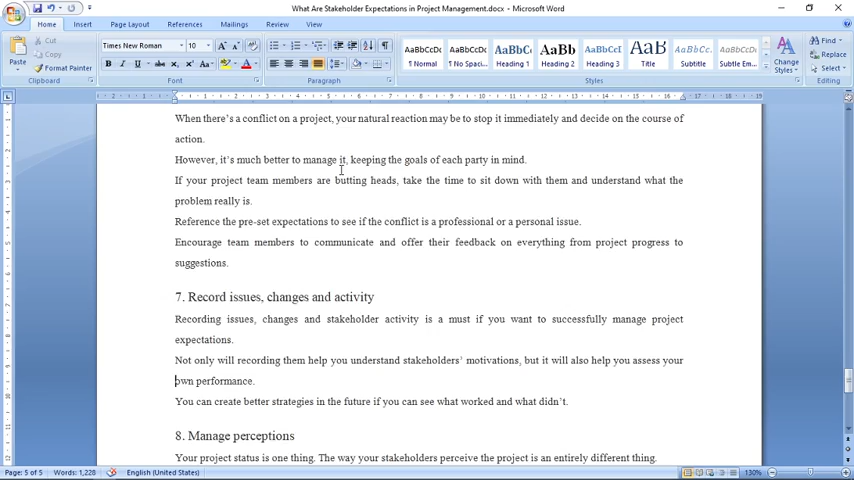 What Are Stakeholder Expectations in Project Management.docx - Microsoft Word
Home Insert Page Layout References Mailings Review View
Cut
Copy
Format Painter
Paste
Clipboard
Times New Roman 10
Font
Paragraph
AaBbCcDc AaBbCcDc AaBbC AaBb AaBbCcI AaB AaBbCcI AaBbCcDc
¶ Normal ¶ No Spaci... Heading 1 Heading 2 Heading 3 Title Subtitle Subtle Em...
Styles
Change Styles
Find
Replace
Select
Editing
When there's a conflict on a project, your natural reaction may be to stop it immediately and decide on the course of
action.
However, it's much better to manage it, keeping the goals of each party in mind.
If your project team members are butting heads, take the time to sit down with them and understand what the
problem really is.
Reference the pre-set expectations to see if the conflict is a professional or a personal issue.
Encourage team members to communicate and offer their feedback on everything from project progress to
suggestions.
7. Record issues, changes and activity
Recording issues, changes and stakeholder activity is a must if you want to successfully manage project
expectations.
Not only will recording them help you understand stakeholders' motivations, but it will also help you assess your
own performance.
You can create better strategies in the future if you can see what worked and what didn't.
8. Manage perceptions
Your project status is one thing. The way your stakeholders perceive the project is an entirely different thing.
Page: 5 of 5 Words: 1,228 English (United States) 130%